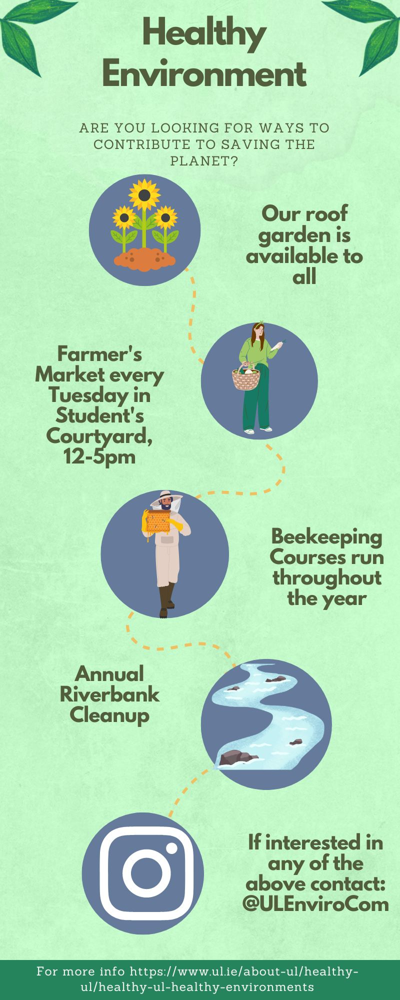 Healthy
Environment
ARE YOU LOOKING FOR WAYS TO
CONTRIBUTE TO SAVING THE
PLANET?
Our roof
garden is
available to
all
Farmer's
Market every
Tuesday in
Student's
Courtyard,
12-5pm
Beekeeping
Courses run
throughout
the year
Annual
Riverbank
Cleanup
If interested in
any of the
above contact:
@ULEnviroCom
For more info https://www.ul.ie/about-ul/healthy-
ul/healthy-ul-healthy-environments